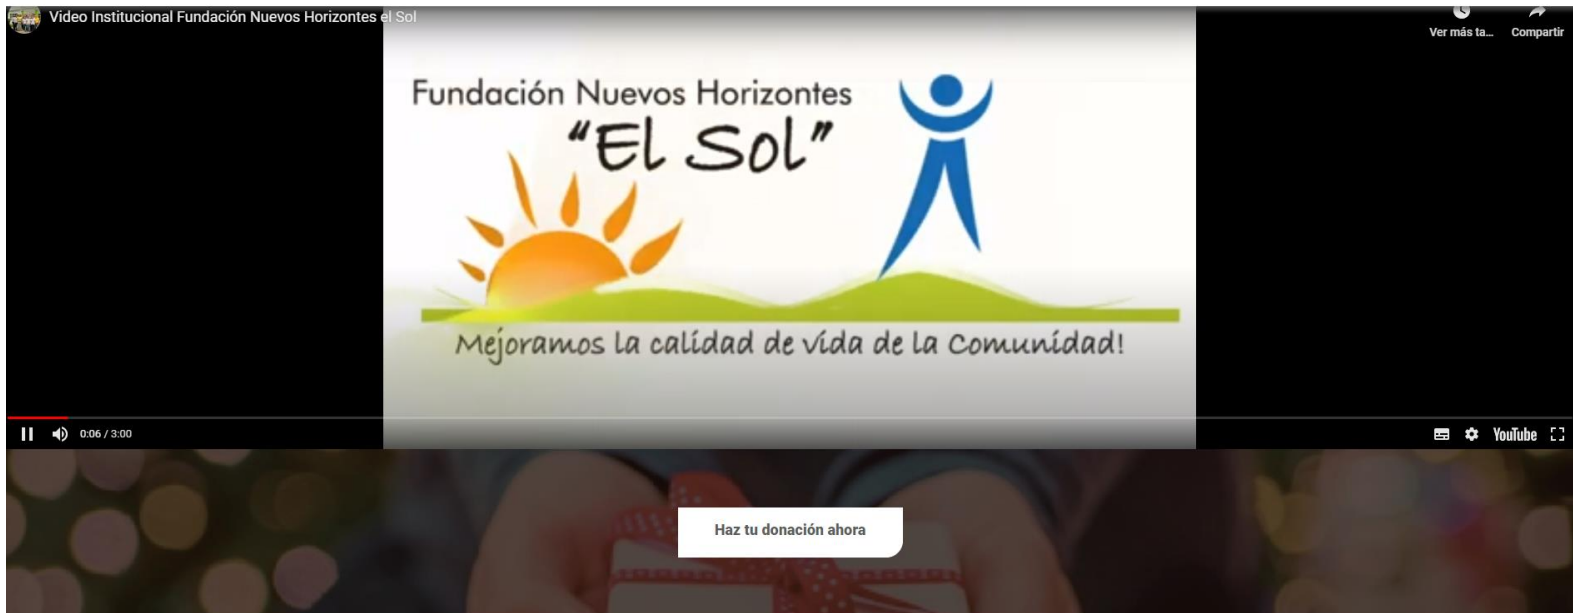 Video Institucional Fundación Nuevos Horizontes el Sol
Ver más ta...
Compartir
Fundación Nuevos Horizontes
"El Sol"
Mejoramos la calidad de vida de la Comunidad!
0:06 / 3:00
YouTube
Haz tu donación ahora